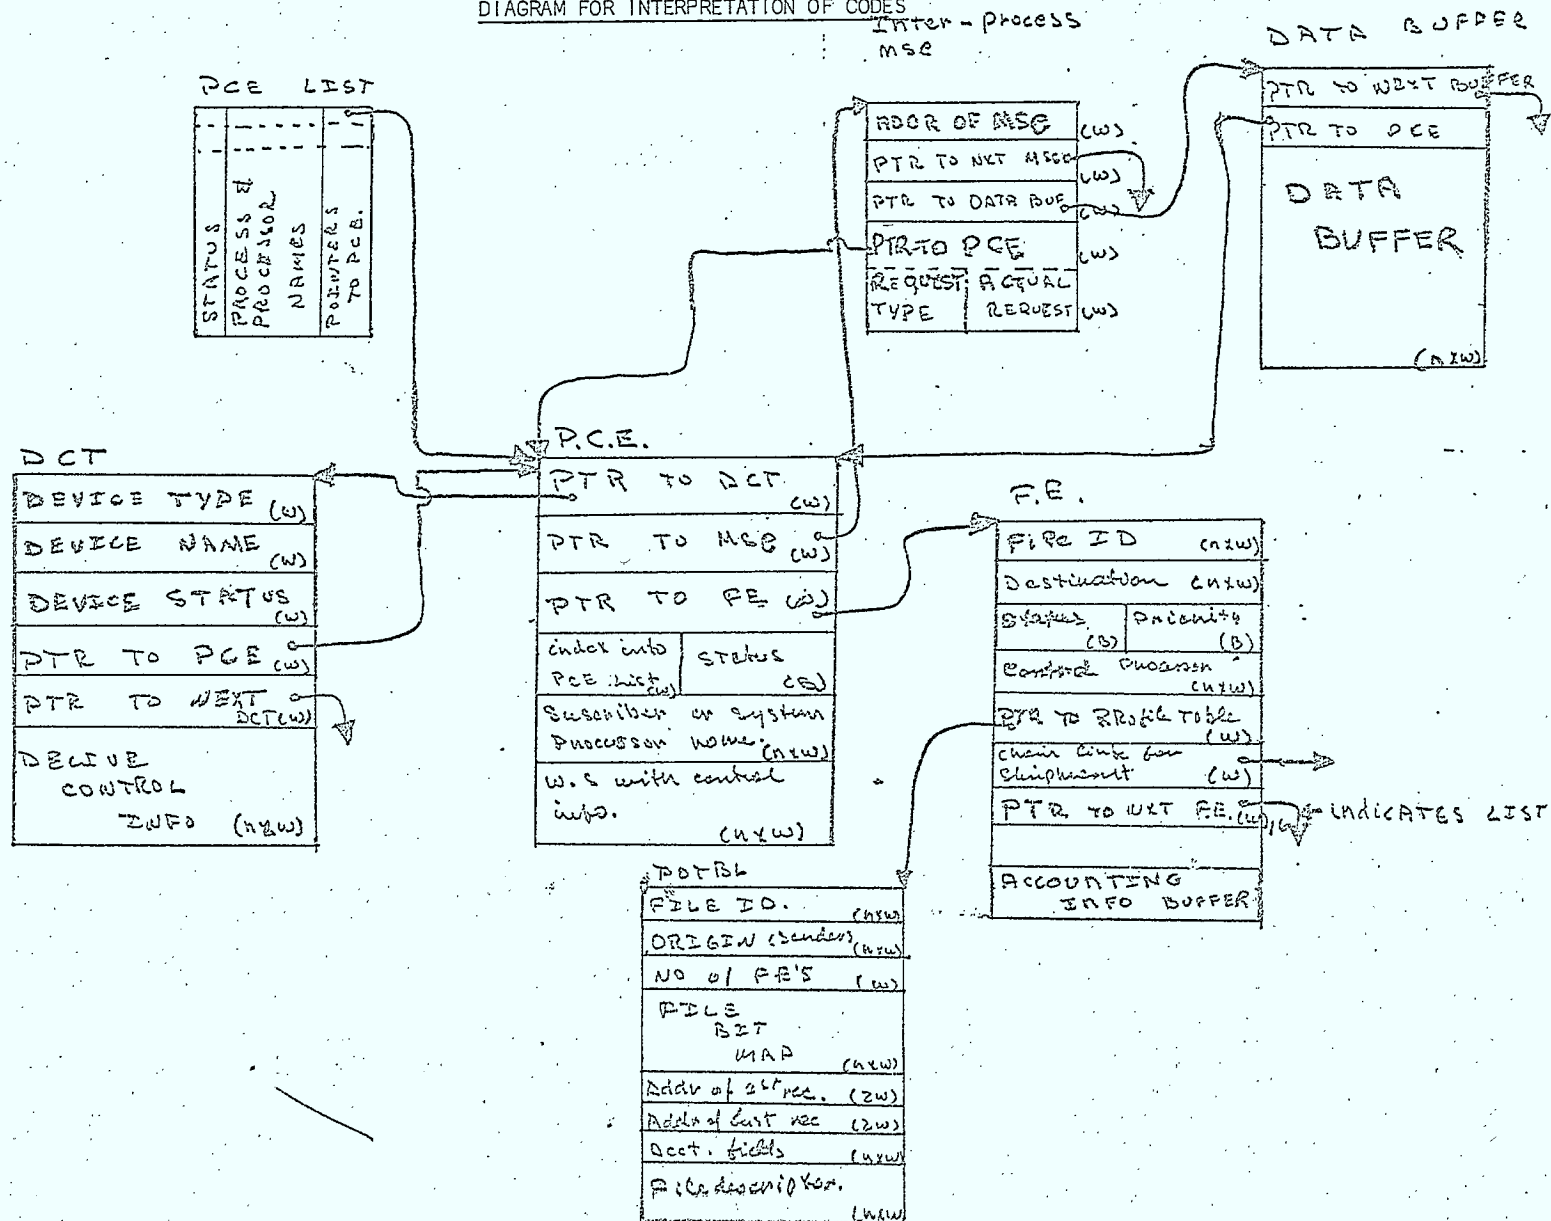 DIAGRAM FOR INTERPRETATION OF CODES
PCE LIST
STATUS
PROCESS &
PROCESSOR
NAMES
POINTERS
TO PCE.
Inter-process
MSG
ADDR OF MSG (W)
PTR TO NXT MSGE (W)
PTR TO DATA BUF (W)
PTR TO PCE (W)
REQUEST TYPE
ACTUAL REQUEST (W)
DATA BUFFER
PTR TO NEXT BUFFER
PTR TO PCE
DATA
BUFFER
(nxw)
DCT
DEVICE TYPE (W)
DEVICE NAME (W)
DEVICE STATUS (W)
PTR TO PCE (W)
PTR TO NEXT
DCT (W)
CONTROL
INFO (nxw)
P.C.E.
PTR TO DCT (W)
PTR TO MSG (W)
PTR TO FE (W)
index into
PCE List (W)
Status
(B)
Suscriber or system
Processor name. (nxw)
W.S with control
info.
(nxw)
F.E.
File ID (nxw)
Destination (nxw)
Status (B)
Priority (B)
Control Processor
(nxw)
PTR TO PRofile Table
(W)
chain link for
(W)
PTR TO NXT F.E. (W)
indicATES LIST
ACCOUNTING
INFO BUFFER
POTBL
FILE ID. (nxw)
ORIGIN (Senders) (nxw)
NO of FE'S (W)
FILE
BIT
MAP
(nxw)
Addr of 1st rec. (2W)
Addr of last rec (2W)
Acct. fields (nxw)
File descriptor.
(nxw)